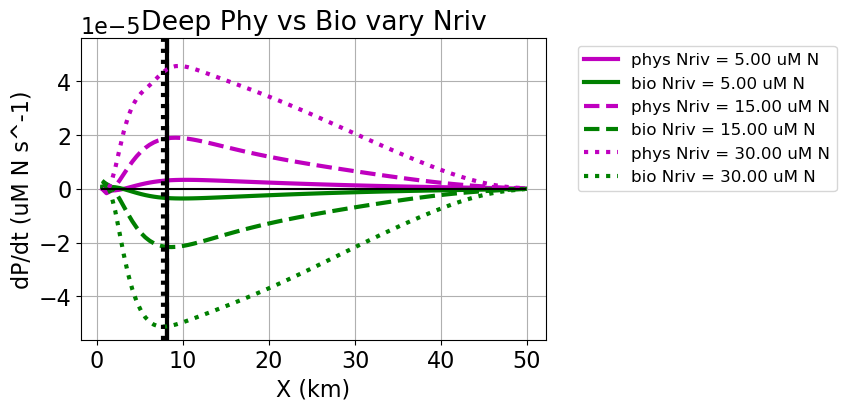 Deep Phy vs Bio vary Nriv
1e−5
4
2
0
−2
−4
dP/dt (uM N s^-1)
0 10 20 30 40 50
X (km)
phys Nriv = 5.00 uM N
bio Nriv = 5.00 uM N
phys Nriv = 15.00 uM N
bio Nriv = 15.00 uM N
phys Nriv = 30.00 uM N
bio Nriv = 30.00 uM N